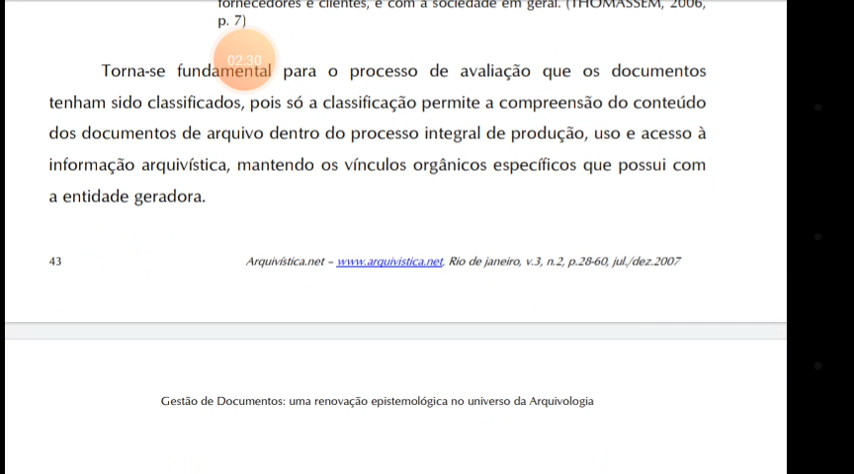 fornecedores e clientes, e com a sociedade em geral. (THOMASSEM, 2006,
p. 7)
02:30
Torna-se fundamental para o processo de avaliação que os documentos
tenham sido classificados, pois só a classificação permite a compreensão do conteúdo
dos documentos de arquivo dentro do processo integral de produção, uso e acesso à
informação arquivística, mantendo os vínculos orgânicos específicos que possui com
a entidade geradora.
43 Arquivística.net – www.arquivistica.net, Rio de janeiro, v.3, n.2, p.28-60, jul./dez.2007
Gestão de Documentos: uma renovação epistemológica no universo da Arquivologia